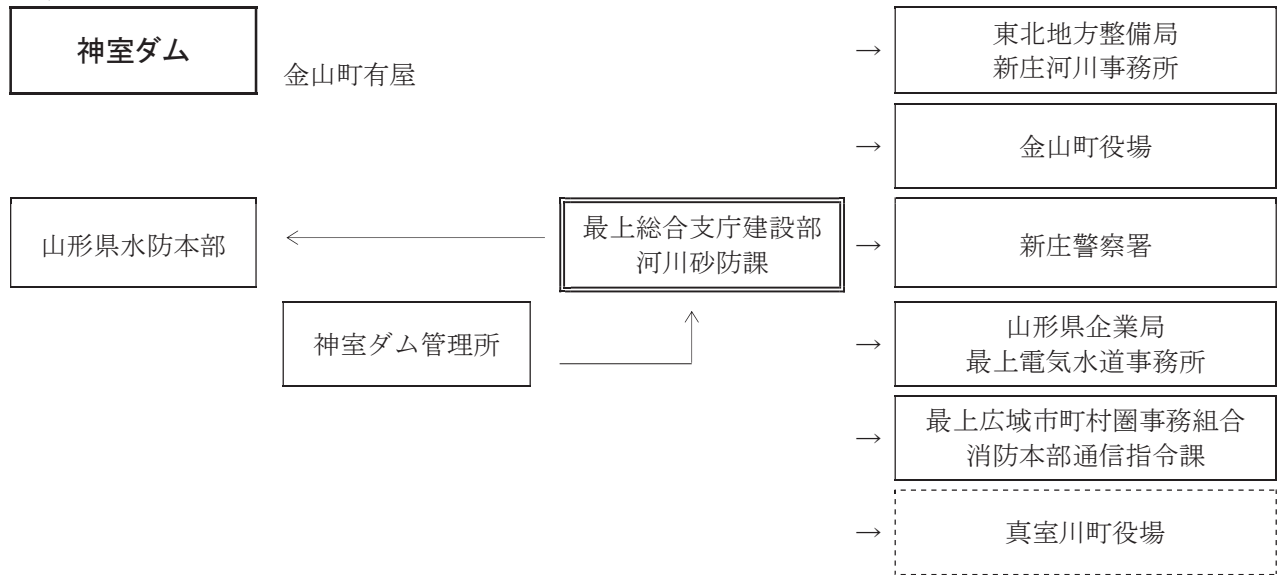 神室ダム
金山町有屋
→
東北地方整備局
新庄河川事務所
→
金山町役場
山形県水防本部
最上総合支庁建設部
河川砂防課
→
新庄警察署
神室ダム管理所
→
山形県企業局
最上電気水道事務所
→
最上広域市町村圏事務組合
消防本部通信指令課
→
真室川町役場